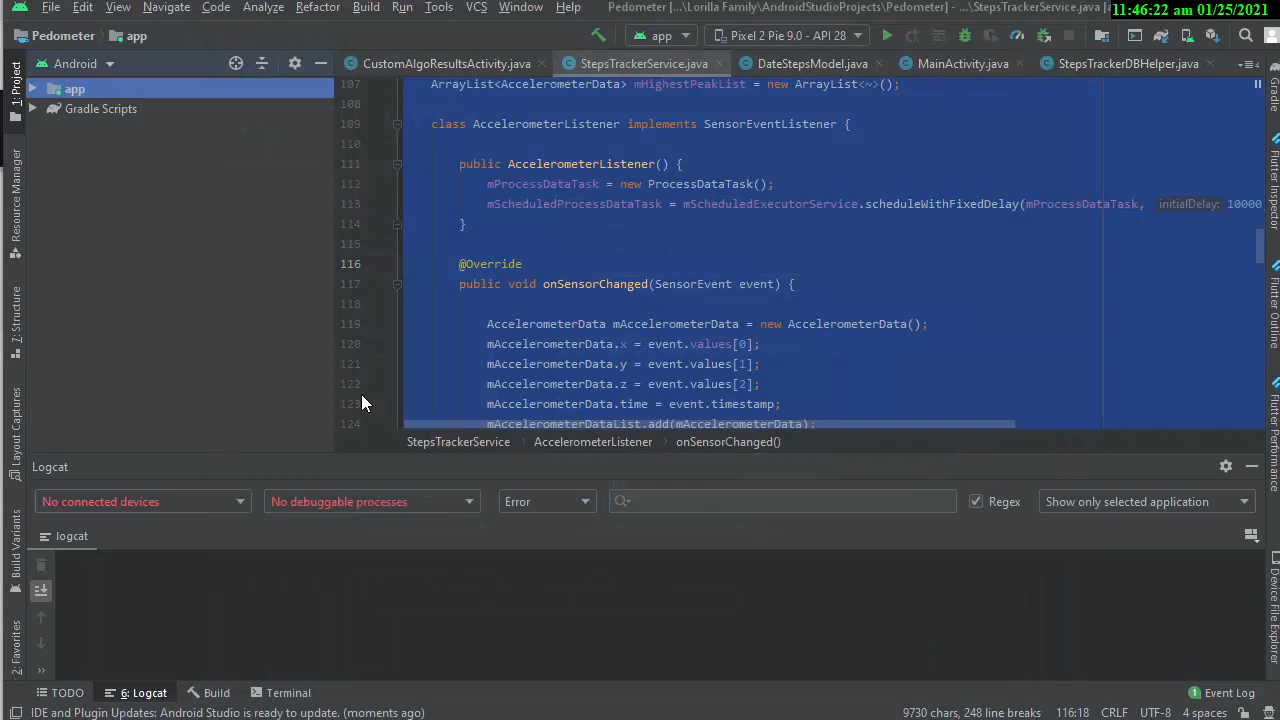 File Edit View Navigate Code Analyze Refactor Build Run Tools VCS Window Help Pedometer [...\Lorilla Family\AndroidStudioProjects\Pedometer] - ...\StepsTrackerService.java [a
11:46:22 am 01/25/2021
Pedometer app
app
Pixel 2 Pie 9.0 - API 28
Android
CustomAlgoResultsActivity.java
StepsTrackerService.java
DateStepsModel.java
MainActivity.java
StepsTrackerDBHelper.java
app
Gradle Scripts
107 ArrayList<AccelerometerData> mHighestPeakList = new ArrayList<~>();
108
109 class AccelerometerListener implements SensorEventListener {
110
111 public AccelerometerListener() {
112 mProcessDataTask = new ProcessDataTask();
113 mScheduledProcessDataTask = mScheduledExecutorService.scheduleWithFixedDelay(mProcessDataTask, initialDelay: 10000
114 }
115
116 @Override
117 public void onSensorChanged(SensorEvent event) {
118
119 AccelerometerData mAccelerometerData = new AccelerometerData();
120 mAccelerometerData.x = event.values[0];
121 mAccelerometerData.y = event.values[1];
122 mAccelerometerData.z = event.values[2];
123 mAccelerometerData.time = event.timestamp;
124 mAccelerometerDataList.add(mAccelerometerData);
StepsTrackerService AccelerometerListener onSensorChanged()
1: Project
Resource Manager
Z: Structure
Layout Captures
Build Variants
2: Favorites
Gradle
Flutter Inspector
Flutter Outline
Flutter Performance
Device File Explorer
Logcat
No connected devices
No debuggable processes
Error
Regex
Show only selected application
logcat
TODO
6: Logcat
Build
Terminal
1 Event Log
IDE and Plugin Updates: Android Studio is ready to update. (moments ago)
9730 chars, 248 line breaks 116:18 CRLF UTF-8 4 spaces